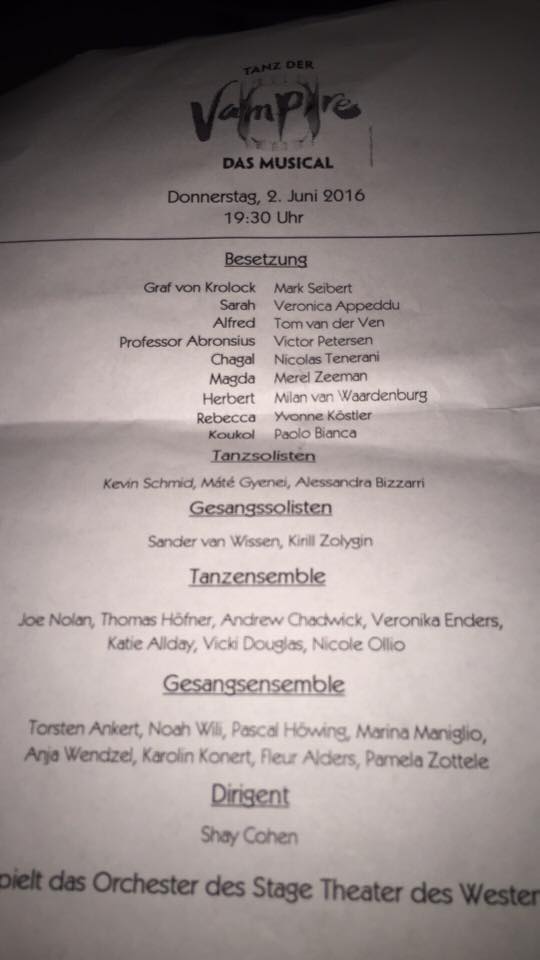 TANZ DER
Vampire
DAS MUSICAL
Donnerstag, 2. Juni 2016
19:30 Uhr
Besetzung
Graf von Krolock Mark Seibert
Sarah Veronica Appeddu
Alfred Tom van der Ven
Professor Abronsius Victor Petersen
Chagal Nicolas Tenerani
Magda Merel Zeeman
Herbert Milan van Waardenburg
Rebecca Yvonne Köstler
Koukol Paolo Bianca
Tanzsolisten
Kevin Schmid, Máté Gyenei, Alessandra Bizzarri
Gesangssolisten
Sander van Wissen, Kirill Zolygin
Tanzensemble
Joe Nolan, Thomas Höfner, Andrew Chadwick, Veronika Enders,
Katie Allday, Vicki Douglas, Nicole Ollio
Gesangsensemble
Torsten Ankert, Noah Wili, Pascal Höwing, Marina Maniglio,
Anja Wendzel, Karolin Konert, Fleur Alders, Pamela Zottele
Dirigent
Shay Cohen
pielt das Orchester des Stage Theater des Wester